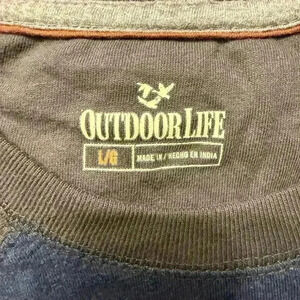 OUTDOOR LIFE
L/G
MADE IN / HECHO EN INDIA